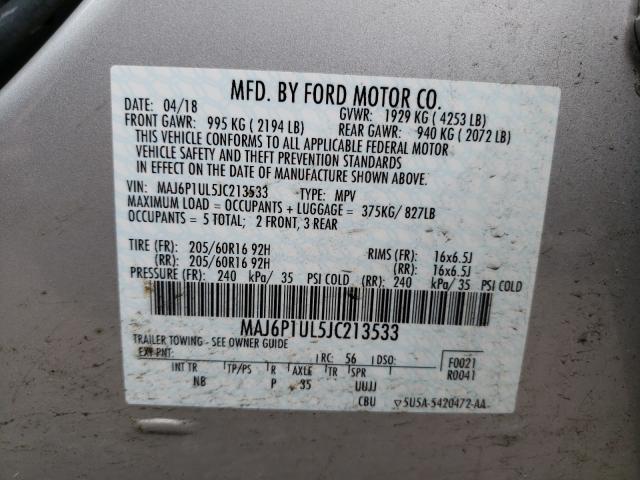 MFD. BY FORD MOTOR CO.
DATE: 04/18 GVWR: 1929 KG ( 4253 LB)
FRONT GAWR: 995 KG ( 2194 LB) REAR GAWR: 940 KG ( 2072 LB)
THIS VEHICLE CONFORMS TO ALL APPLICABLE FEDERAL MOTOR
VEHICLE SAFETY AND THEFT PREVENTION STANDARDS
IN EFFECT ON THE DATE OF MANUFACTURE SHOWN ABOVE.
VIN: MAJ6P1UL5JC213533 TYPE: MPV
MAXIMUM LOAD = OCCUPANTS + LUGGAGE = 375KG/ 827LB
OCCUPANTS = 5 TOTAL; 2 FRONT, 3 REAR
TIRE (FR): 205/60R16 92H RIMS (FR): 16x6.5J
(RR): 205/60R16 92H (RR): 16x6.5J
PRESSURE (FR): 240 kPa/ 35 PSI COLD (RR): 240 kPa/ 35 PSI COLD
MAJ6P1UL5JC213533
TRAILER TOWING - SEE OWNER GUIDE
EXT PNT: RC: 56 DSO: F0021
R0041
INT TR TP/PS R AXLE TR SPR
NB P 35 UUJJ
CBU ▽5U5A-5420472-AA